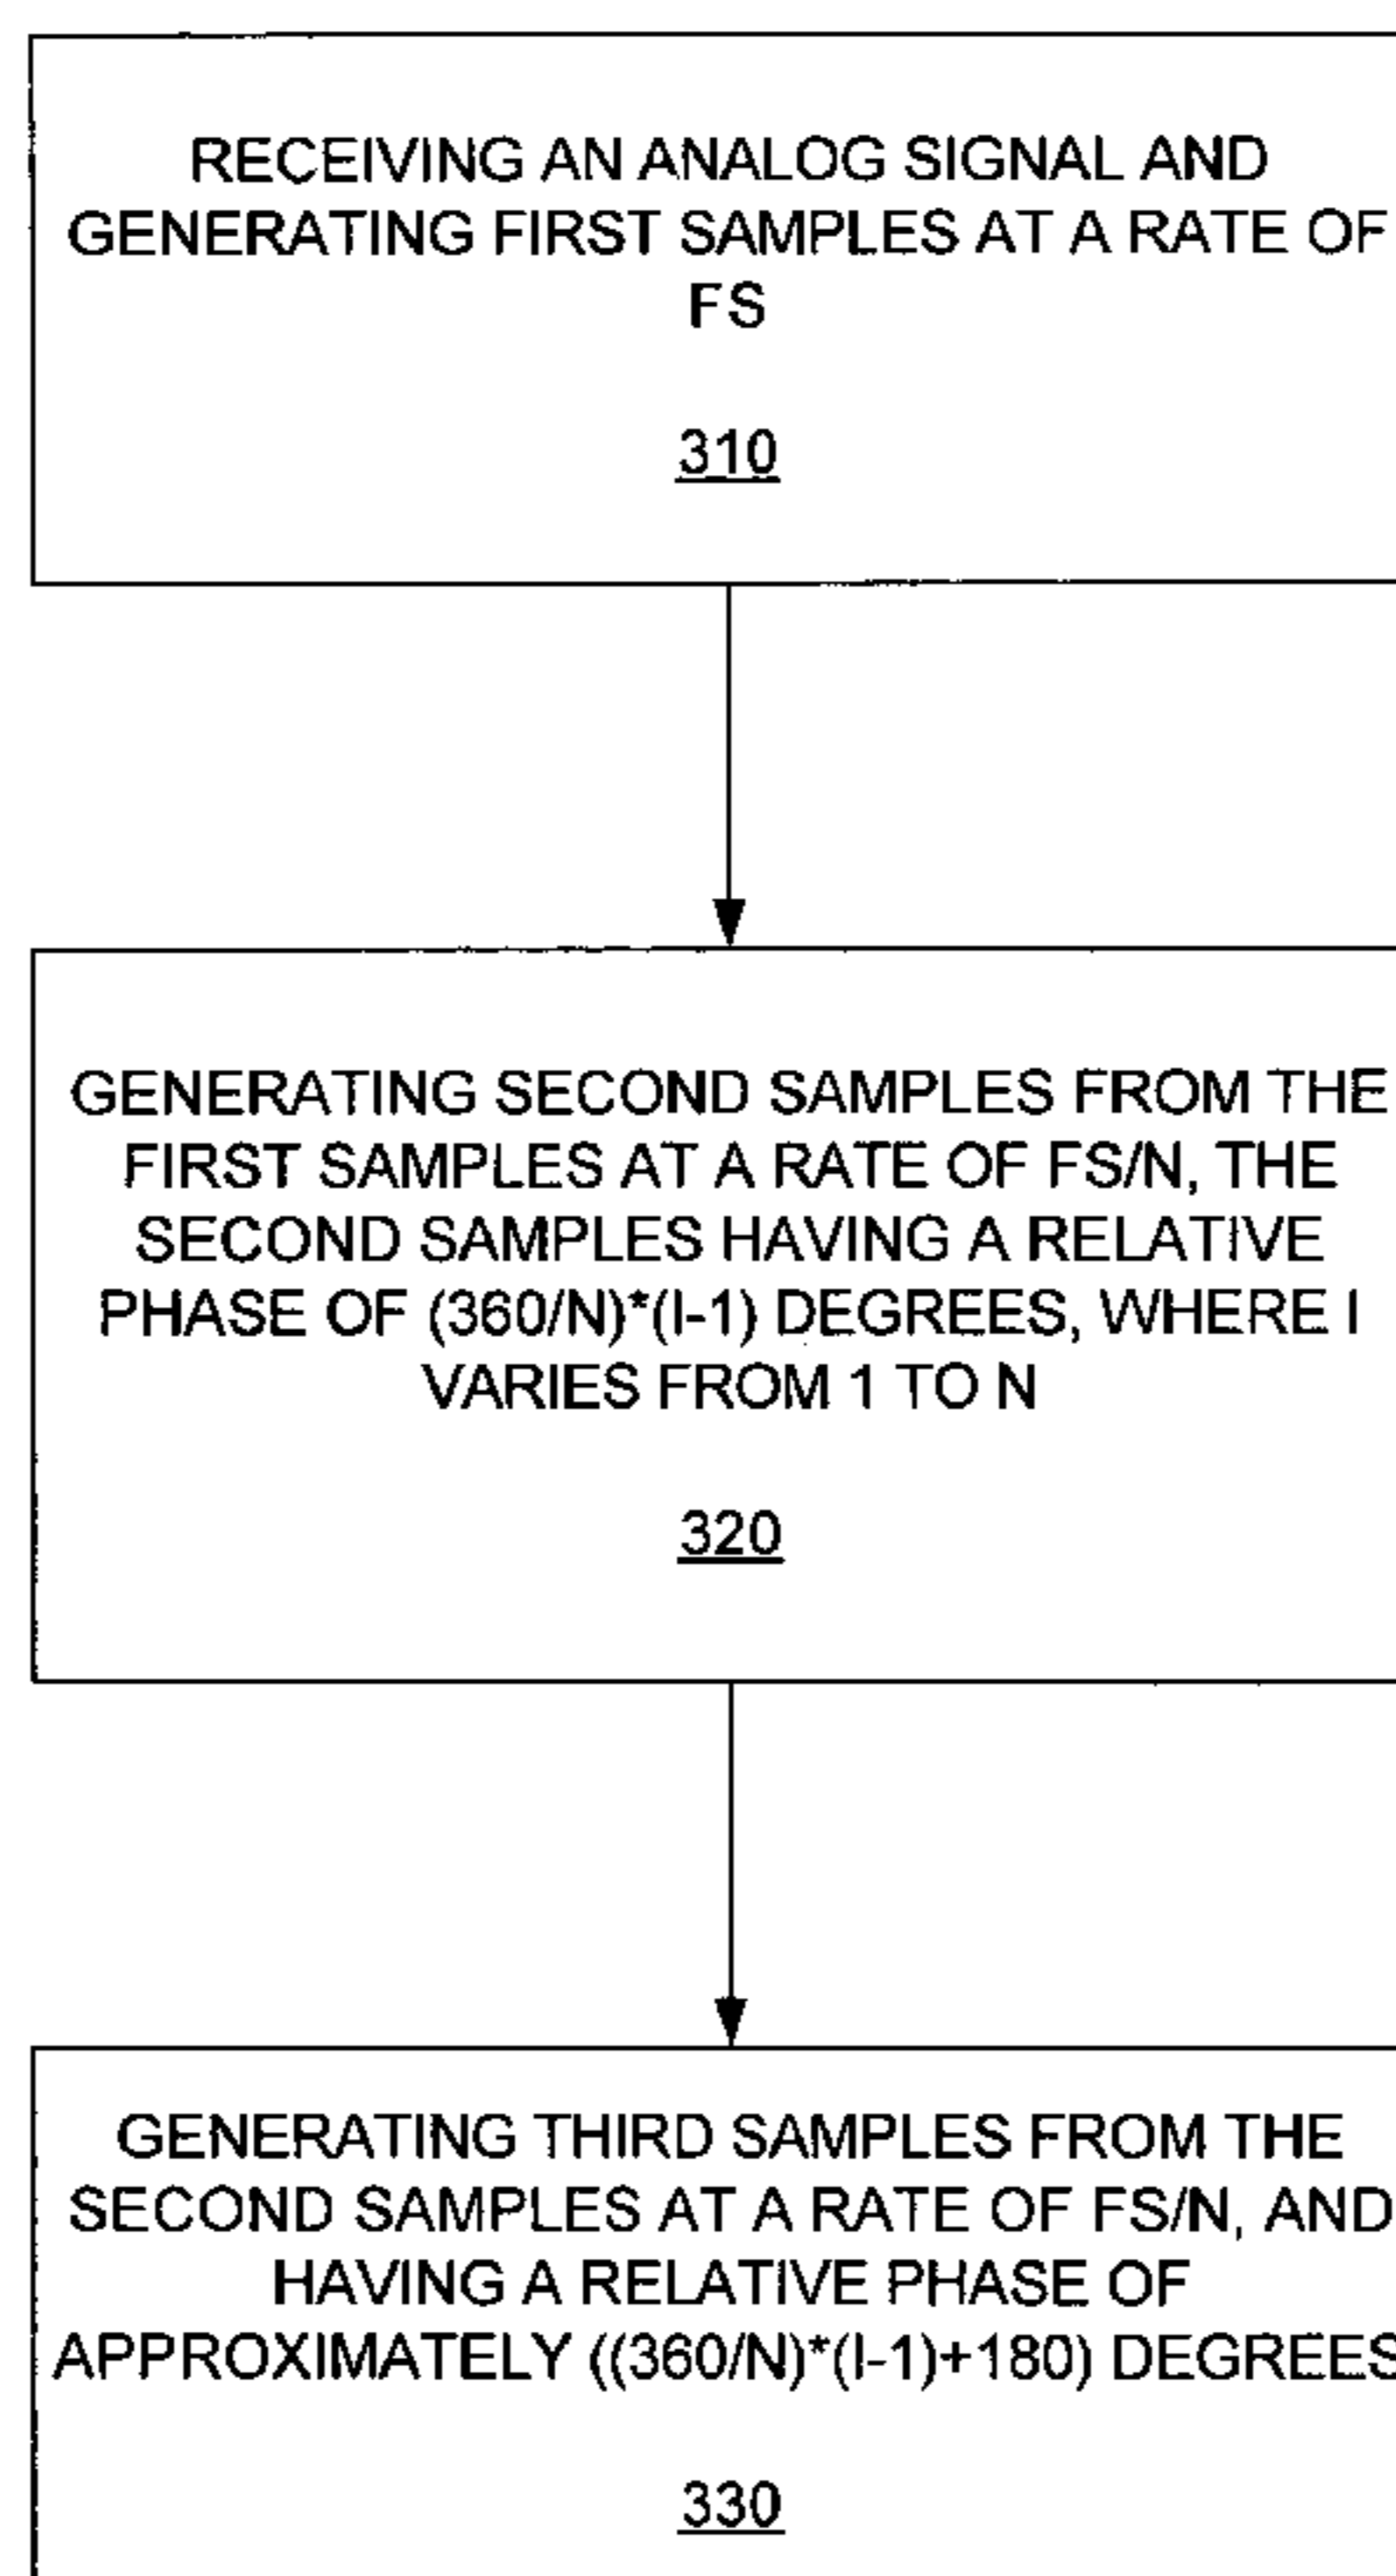 RECEIVING AN ANALOG SIGNAL AND
GENERATING FIRST SAMPLES AT A RATE OF
FS
310
GENERATING SECOND SAMPLES FROM THE
FIRST SAMPLES AT A RATE OF FS/N, THE
SECOND SAMPLES HAVING A RELATIVE
PHASE OF (360/N)*(I-1) DEGREES, WHERE I
VARIES FROM 1 TO N
320
GENERATING THIRD SAMPLES FROM THE
SECOND SAMPLES AT A RATE OF FS/N, AND
HAVING A RELATIVE PHASE OF
APPROXIMATELY ((360/N)*(I-1)+180) DEGREES
330